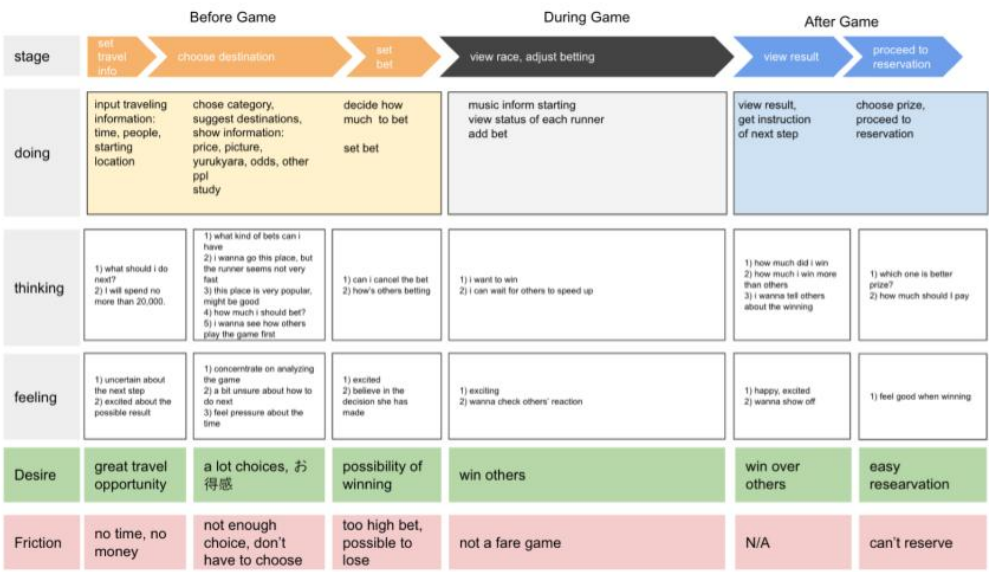 Before Game
During Game
After Game
stage
set
travel
info
choose destination
set
bet
view race, adjust betting
view result
proceed to
reservation
doing
input traveling
information:
time, people,
starting
location
chose category,
suggest destinations,
show information:
price, picture,
yurukyara, odds, other
ppl
study
decide how
much to bet
set bet
music inform starting
view status of each runner
add bet
view result,
get instruction
of next step
choose prize,
proceed to
reservation
thinking
1) what should i do
next?
2) I will spend no
more than 20,000.
1) what kind of bets can i
have
2) i wanna go this place, but
the runner seems not very
fast
3) this place is very popular,
might be good
4) how much i should bet?
5) i wanna see how others
play the game first
1) can i cancel the bet
2) how's others betting
1) i want to win
2) i can wait for others to speed up
1) how much did i win
2) how much i win more
than others
3) i wanna tell others
about the winning
1) which one is better
prize?
2) how much should I pay
feeling
1) uncertain about
the next step
2) excited about the
possible result
1) concerntrate on analyzing
the game
2) a bit unsure about how to
do next
3) feel pressure about the
time
1) excited
2) believe in the
decision she has
made
1) exciting
2) wanna check others' reaction
1) happy, excited
2) wanna show off
1) feel good when winning
Desire
great travel
opportunity
a lot choices, お
得感
possibility of
winning
win others
win over
others
easy
researvation
Friction
no time, no
money
not enough
choice, don't
have to choose
too high bet,
possible to
lose
not a fare game
N/A
can't reserve